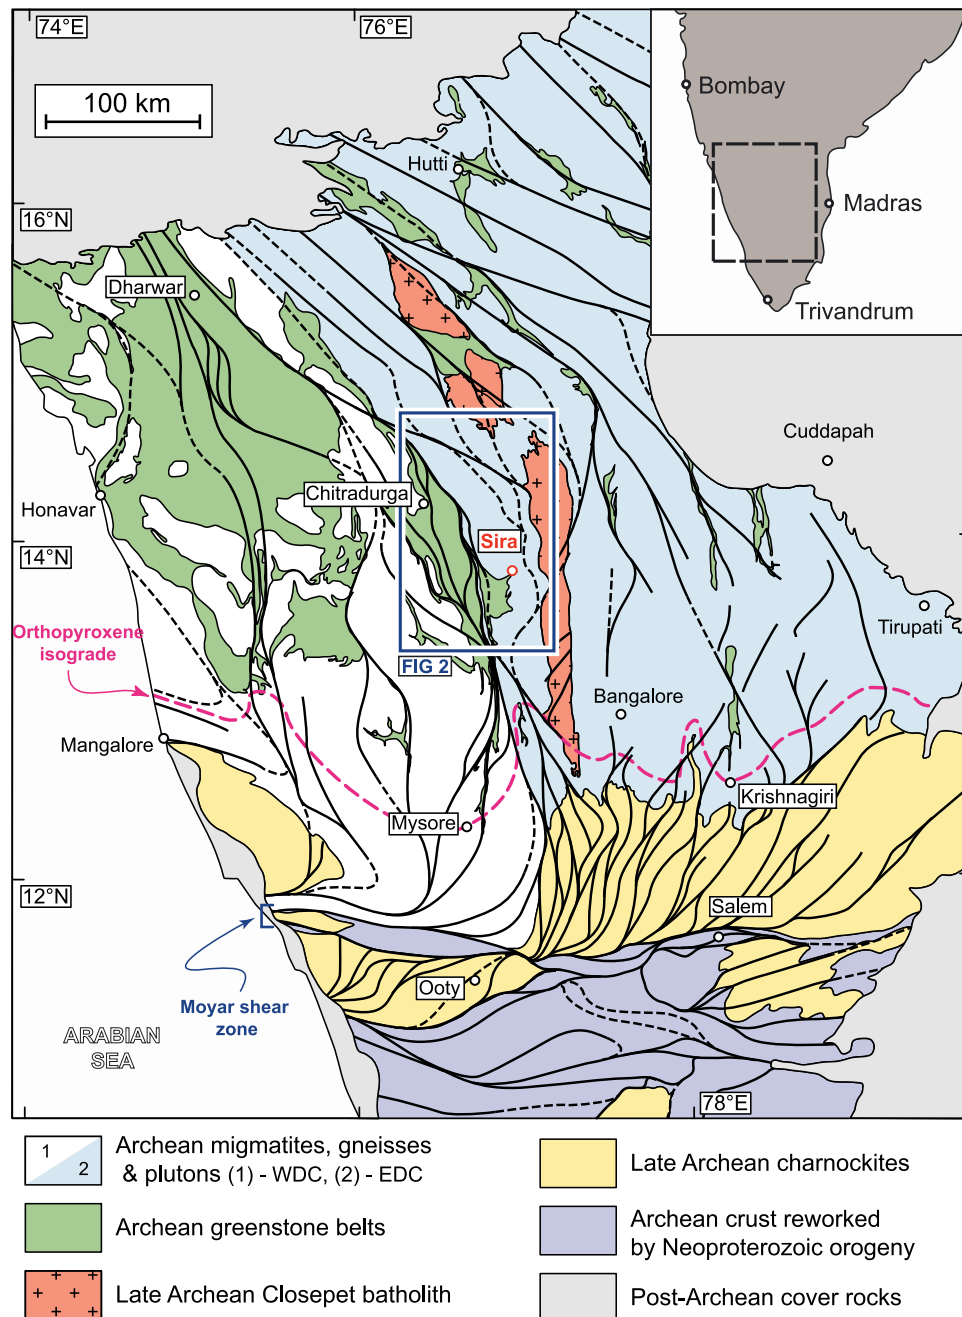 74°E
76°E
100 km
Bombay
Madras
Trivandrum
Hutti
16°N
Dharwar
Cuddapah
Chitradurga
Honavar
Sira
14°N
Tirupati
Orthopyroxene
isograde
FIG 2
Bangalore
Mangalore
Krishnagiri
Mysore
12°N
Salem
Ooty
Moyar shear
zone
ARABIAN
SEA
78°E
1
2
Archean migmatites, gneisses
& plutons (1) - WDC, (2) - EDC
Late Archean charnockites
Archean greenstone belts
Archean crust reworked
by Neoproterozoic orogeny
Late Archean Closepet batholith
Post-Archean cover rocks